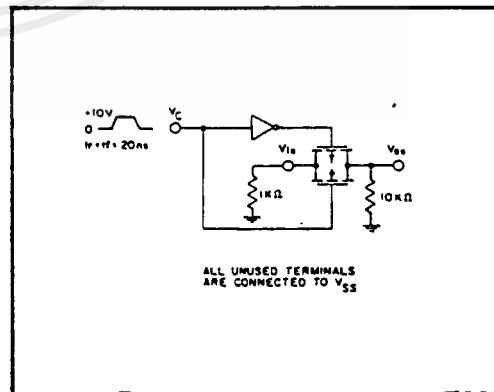 +10V
0
tr = tf = 20ns
VC
Vis
Vos
1KΩ
10KΩ
ALL UNUSED TERMINALS
ARE CONNECTED TO VSS